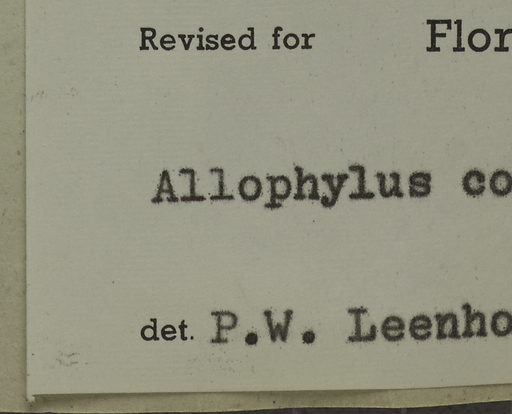 Revised for Flor
Allophylus co
det. P.W. Leenho